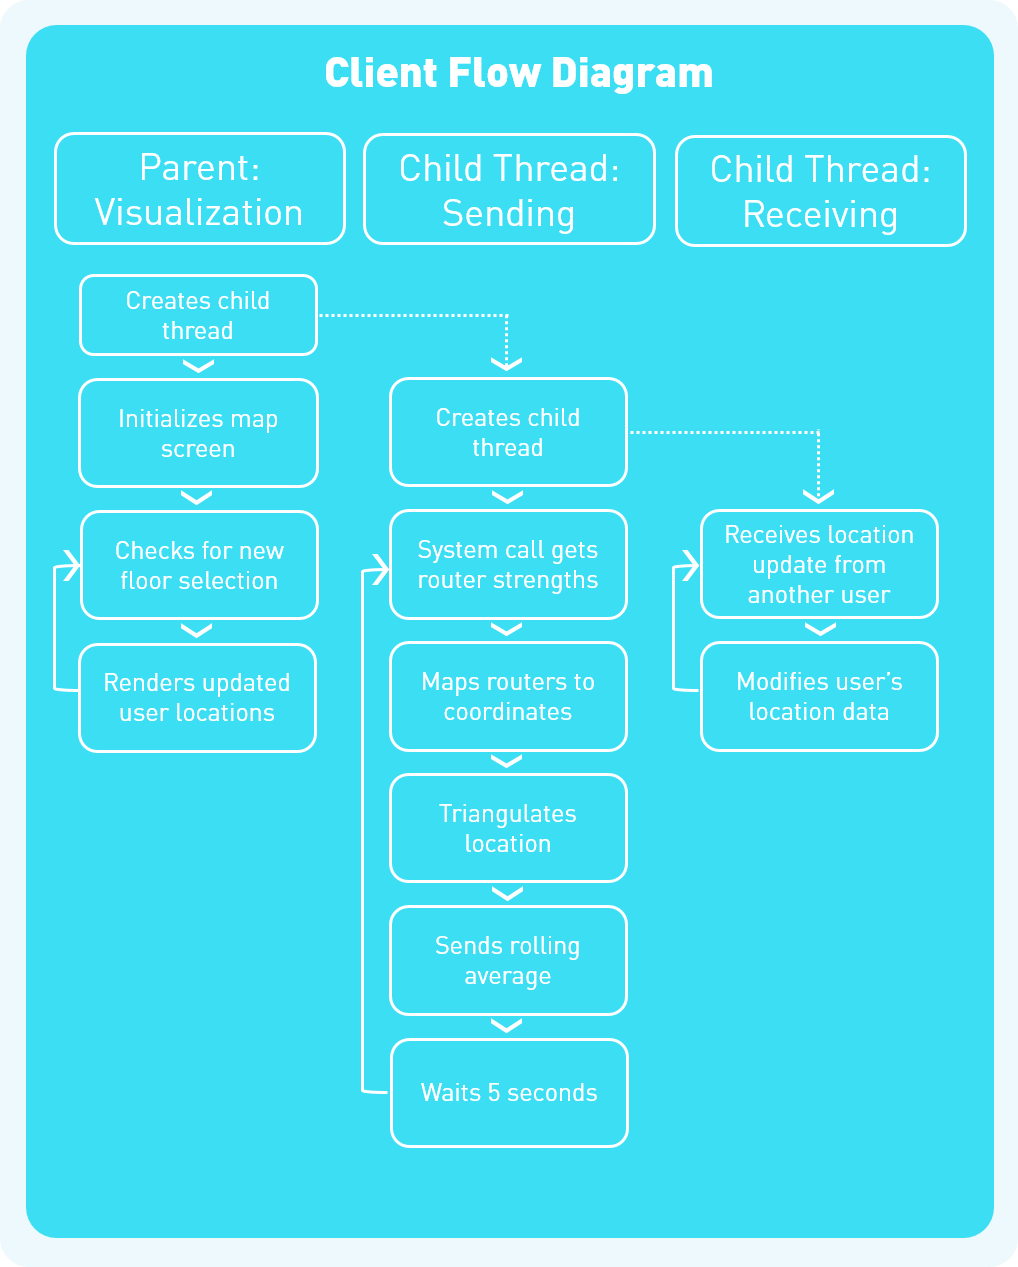 Client Flow Diagram
Parent:
Visualization
Child Thread:
Sending
Child Thread:
Receiving
Creates child
thread
Initializes map
screen
Checks for new
floor selection
Renders updated
user locations
Creates child
thread
System call gets
router strengths
Maps routers to
coordinates
Triangulates
location
Sends rolling
average
Waits 5 seconds
Receives location
update from
another user
Modifies user's
location data